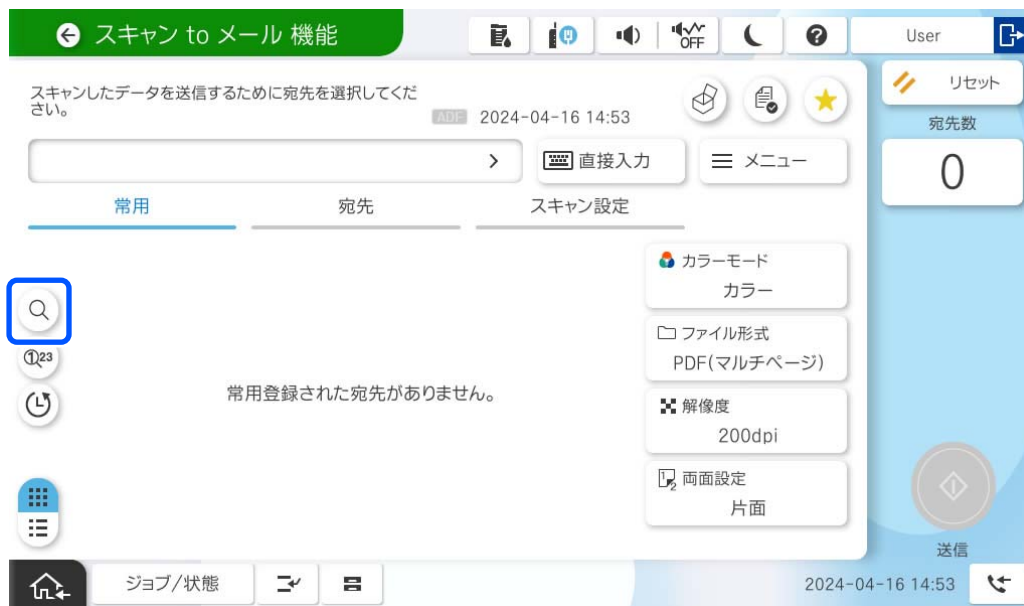 スキャン to メール 機能
OFF
User
スキャンしたデータを送信するために宛先を選択してくだ
さい。
ADF 2024-04-16 14:53
リセット
宛先数
0
直接入力
メニュー
常用 宛先 スキャン設定
カラーモード
カラー
ファイル形式
PDF(マルチページ)
①23
常用登録された宛先がありません。
解像度
200dpi
両面設定
片面
送信
ジョブ/状態
2024-04-16 14:53